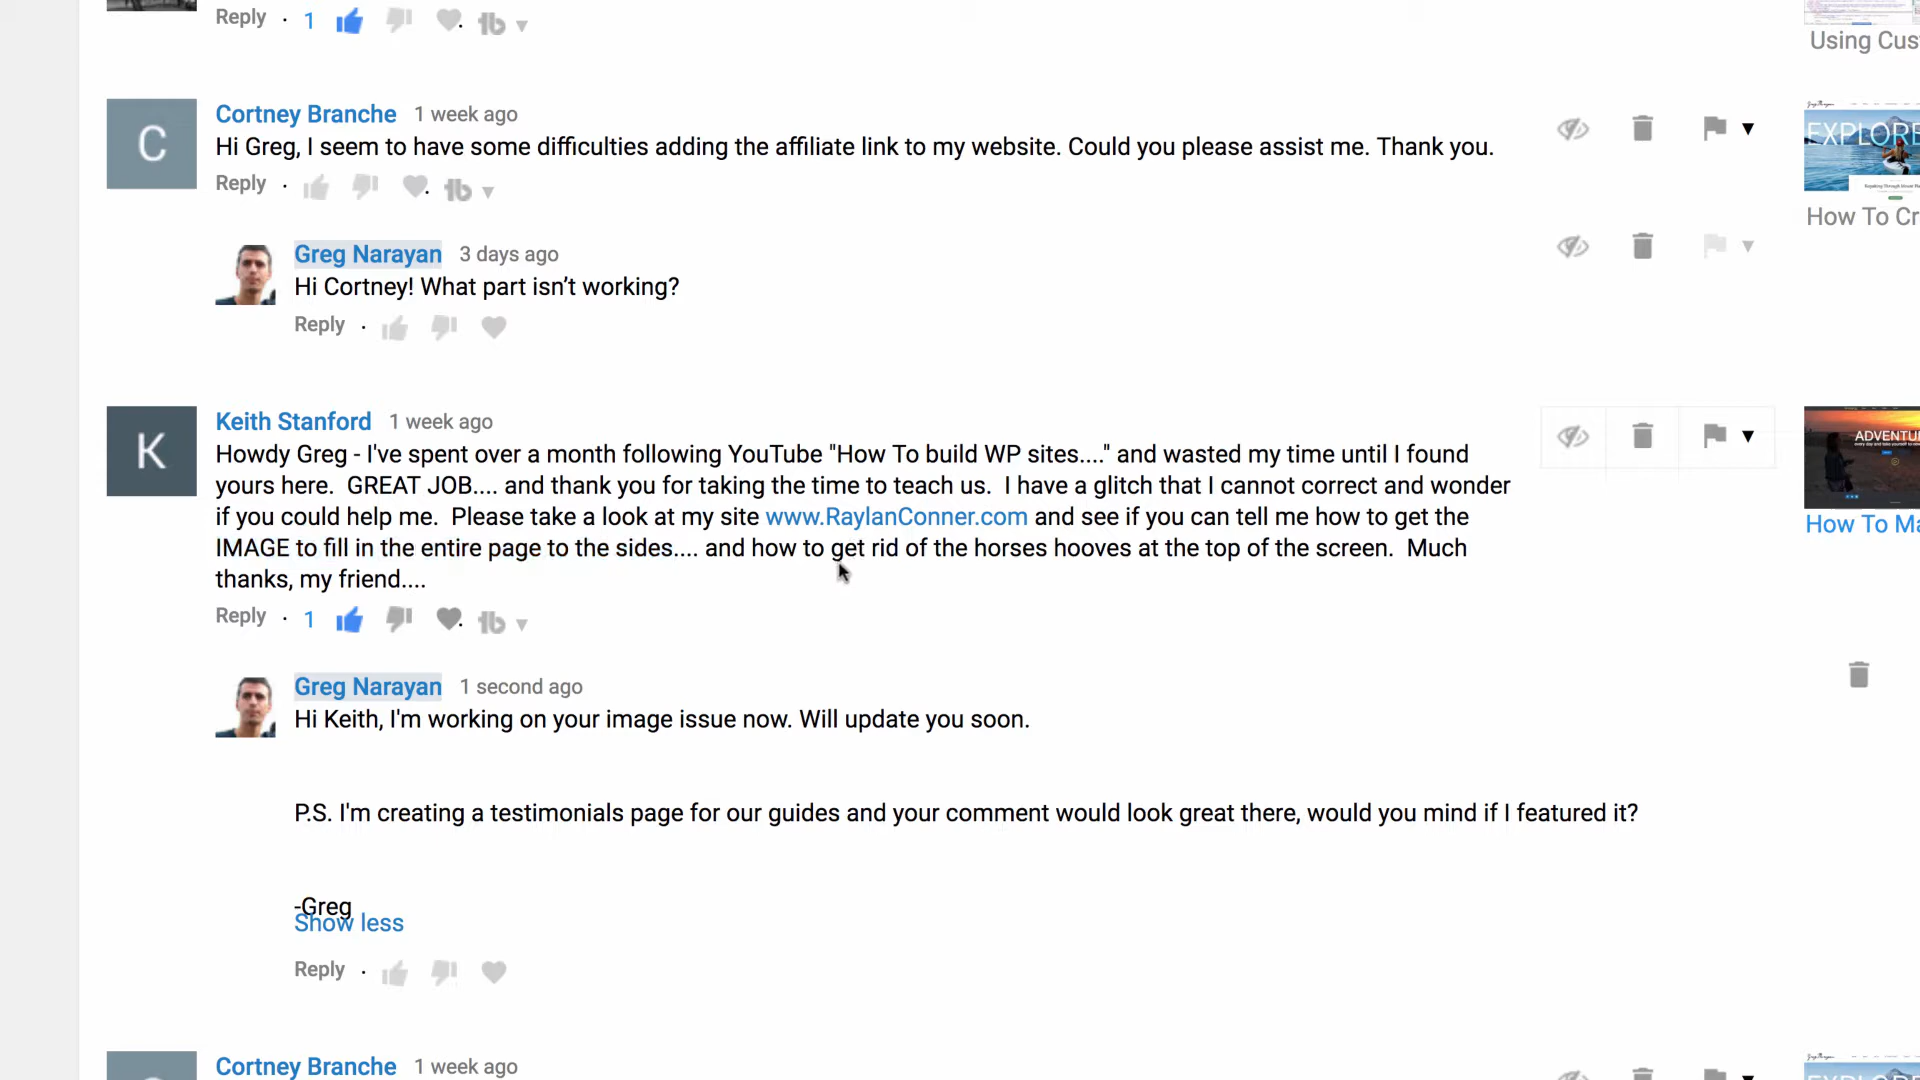 Reply · 1
Using Cus
C
Cortney Branche 1 week ago
Hi Greg, I seem to have some difficulties adding the affiliate link to my website. Could you please assist me. Thank you.
Reply ·
EXPLORE
How To Cr
Greg Narayan 3 days ago
Hi Cortney! What part isn’t working?
Reply ·
K
Keith Stanford 1 week ago
Howdy Greg - I've spent over a month following YouTube "How To build WP sites...." and wasted my time until I found
yours here.  GREAT JOB.... and thank you for taking the time to teach us.  I have a glitch that I cannot correct and wonder
if you could help me.  Please take a look at my site www.RaylanConner.com and see if you can tell me how to get the
IMAGE to fill in the entire page to the sides.... and how to get rid of the horses hooves at the top of the screen.  Much
thanks, my friend....
ADVENTU
How To Ma
Reply · 1
Greg Narayan 1 second ago
Hi Keith, I'm working on your image issue now. Will update you soon.
P.S. I'm creating a testimonials page for our guides and your comment would look great there, would you mind if I featured it?
-Greg
Show less
Reply ·
Cortney Branche 1 week ago